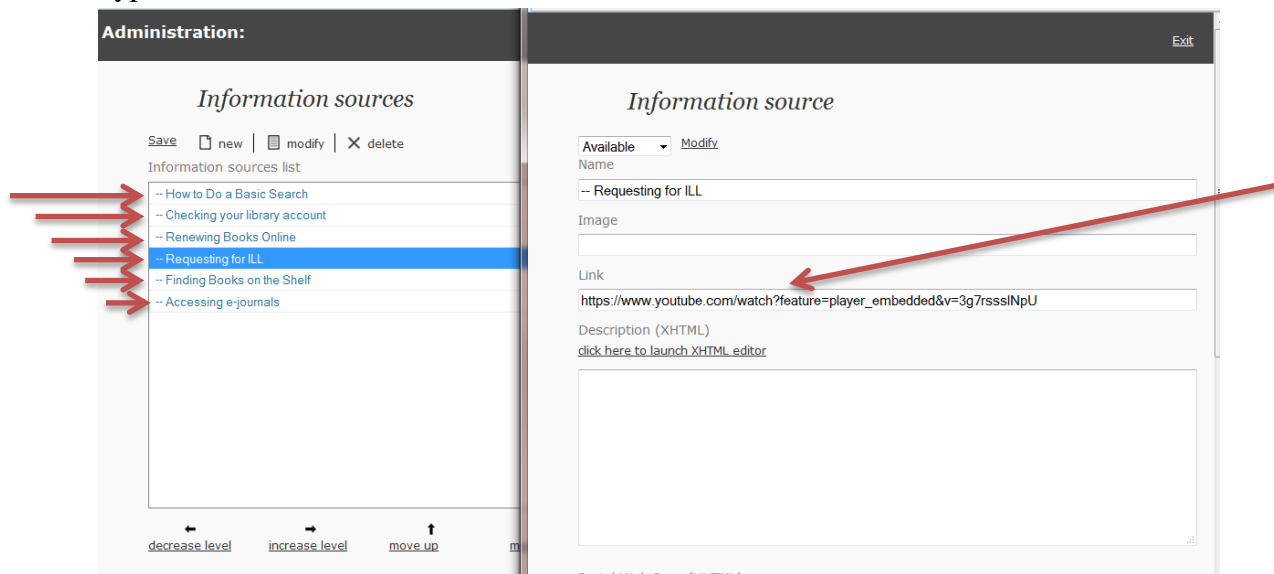 Administration:
Information sources
Save new | modify | X delete
Information sources list
-- How to Do a Basic Search
-- Checking your library account
-- Renewing Books Online
-- Requesting for ILL
-- Finding Books on the Shelf
-- Accessing e-journals
decrease level increase level move up
Exit
Information source
Available Modify
Name
-- Requesting for ILL
Image
Link
https://www.youtube.com/watch?feature=player_embedded&v=3g7rssslNpU
Description (XHTML)
click here to launch XHTML editor